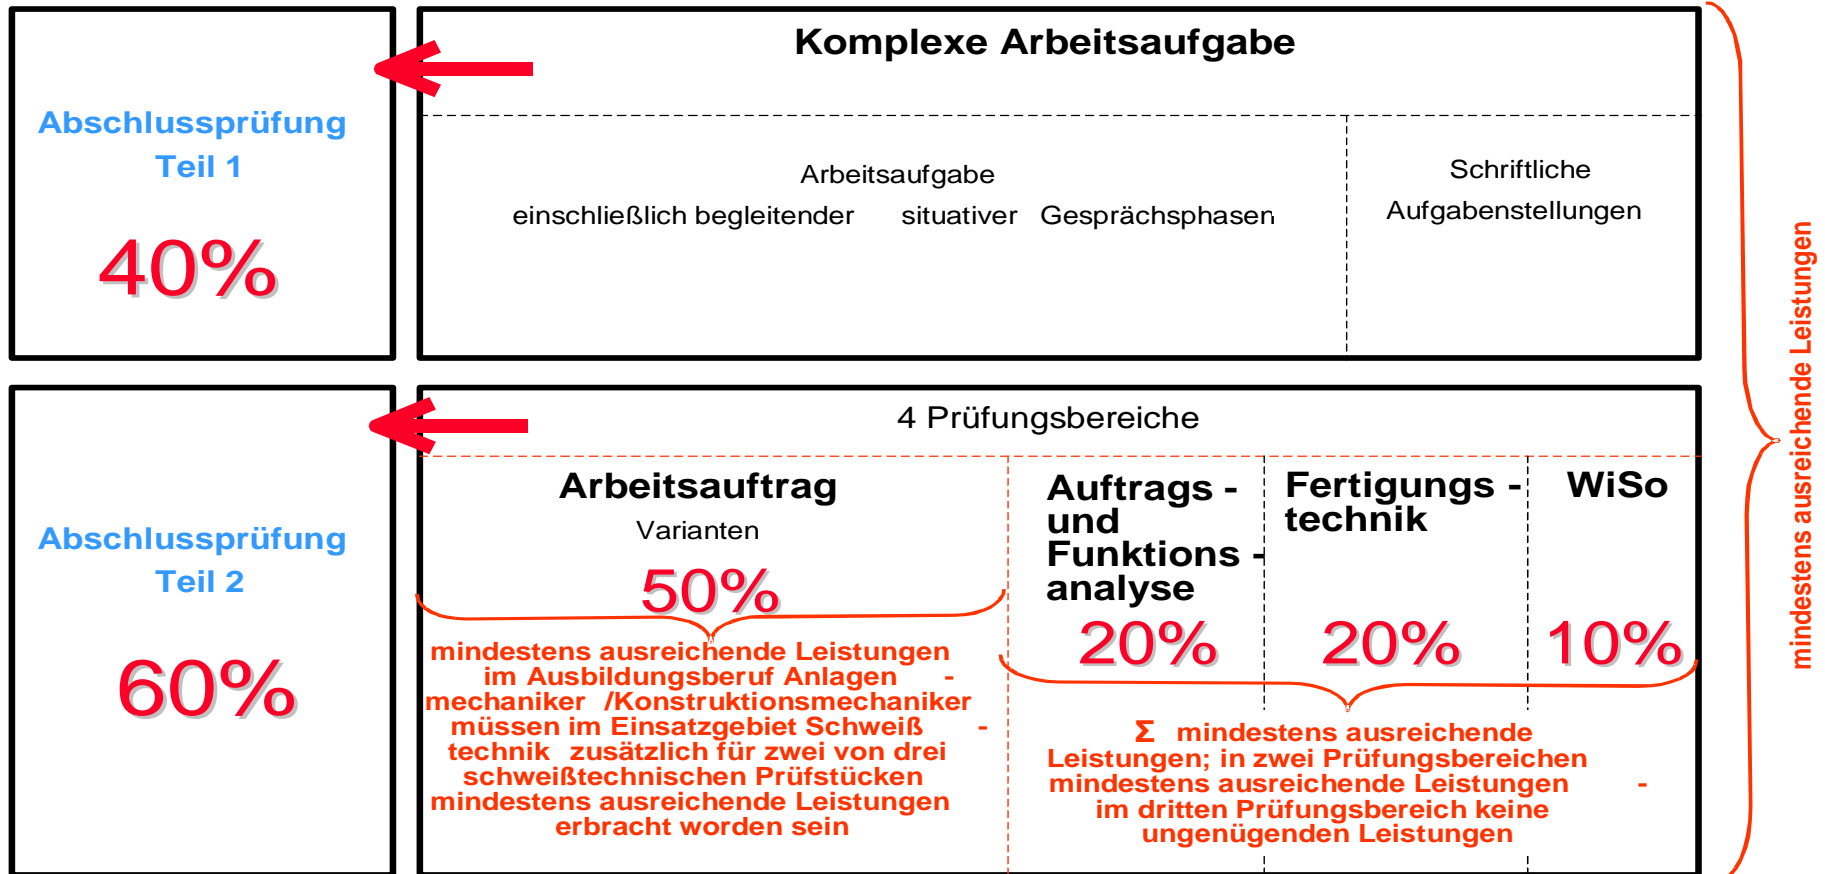 Komplexe Arbeitsaufgabe
Abschlussprüfung
Teil 1
40%
Arbeitsaufgabe
einschließlich begleitender situativer Gesprächsphasen
Schriftliche
Aufgabenstellungen
mindestens ausreichende Leistungen
4 Prüfungsbereiche
Abschlussprüfung
Teil 2
60%
Arbeitsauftrag
Varianten
50%
mindestens ausreichende Leistungen
im Ausbildungsberuf Anlagen -
mechaniker /Konstruktionsmechaniker
müssen im Einsatzgebiet Schweiß -
technik zusätzlich für zwei von drei
schweißtechnischen Prüfstücken
mindestens ausreichende Leistungen
erbracht worden sein
Auftrags -
und
Funktions -
analyse
20%
Fertigungs -
technik
20%
WiSo
10%
Σ mindestens ausreichende
Leistungen; in zwei Prüfungsbereichen
mindestens ausreichende Leistungen -
im dritten Prüfungsbereich keine
ungenügenden Leistungen